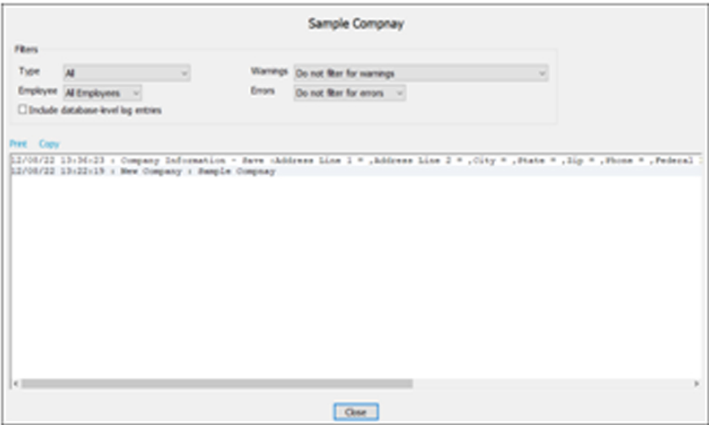 Sample Compnay
Filters
Type All Warnings Do not filter for warnings
Employee All Employees Errors Do not filter for errors
Include database-level log entries
Print Copy
12/08/22 13:36:23 : Company Information - Save :Address Line 1 = ,Address Line 2 = ,City = ,State = ,Zip = ,Phone = ,Federal
12/08/22 13:22:19 : New Company : Sample Compnay
Close